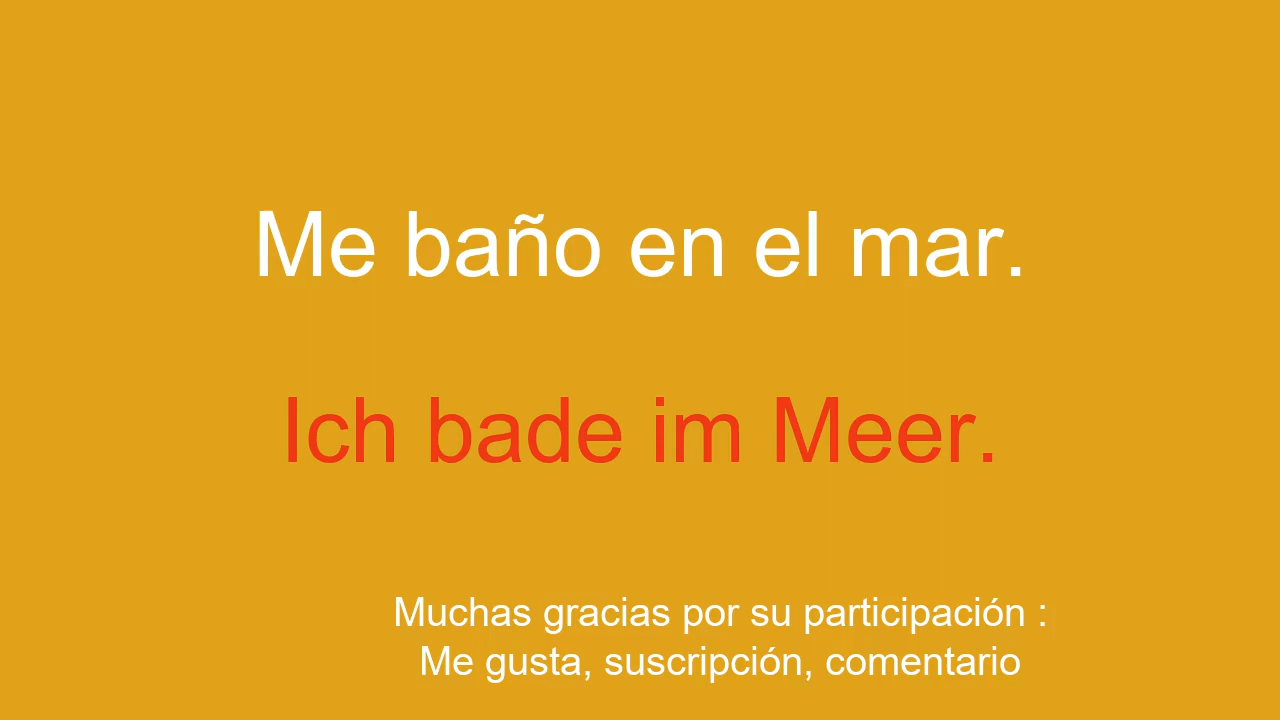 Me baño en el mar.
Ich bade im Meer.
Muchas gracias por su participación :
Me gusta, suscripción, comentario